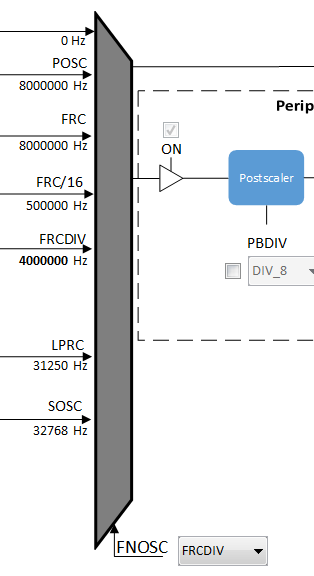 0 Hz
POSC
8000000 Hz
Perip
FRC
8000000 Hz
ON
FRC/16
500000 Hz
Postscaler
FRCDIV
4000000 Hz
PBDIV
DIV_8
LPRC
31250 Hz
SOSC
32768 Hz
FNOSC
FRCDIV